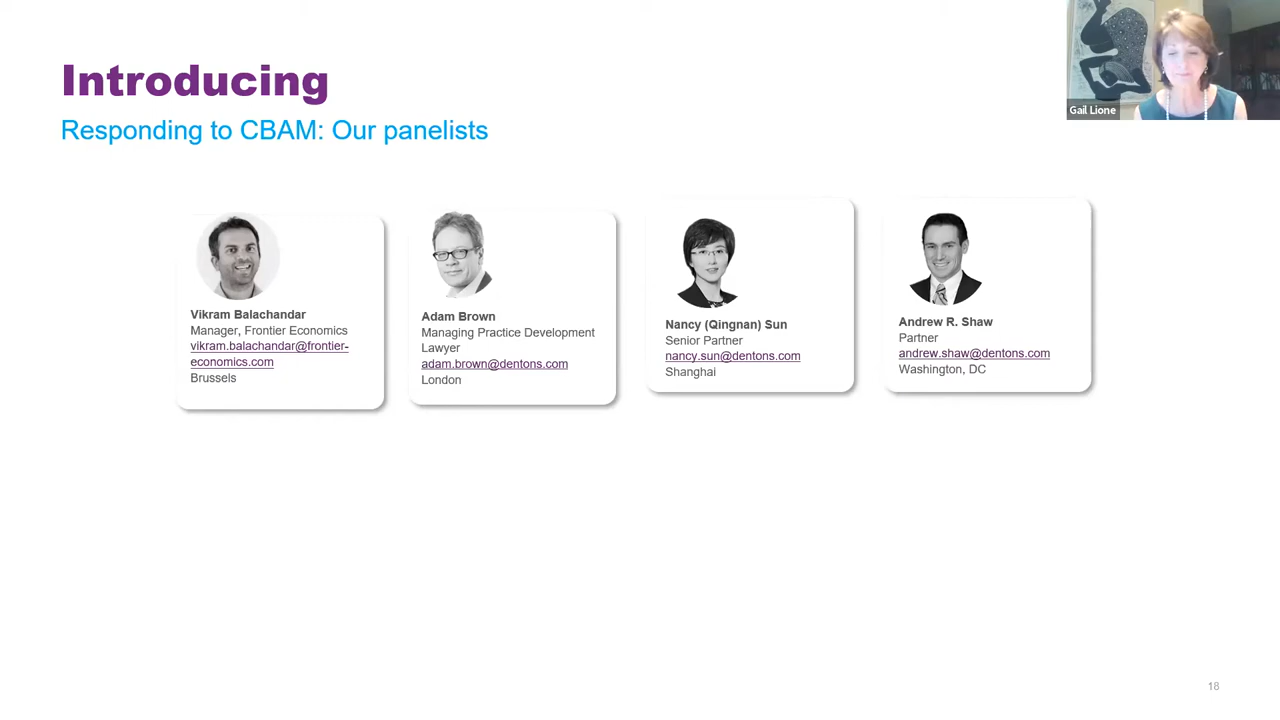 Introducing
Responding to CBAM: Our panelists
Gail Lione
Vikram Balachandar
Manager, Frontier Economics
vikram.balachandar@frontier-
economics.com
Brussels
Adam Brown
Managing Practice Development
Lawyer
adam.brown@dentons.com
London
Nancy (Qingnan) Sun
Senior Partner
nancy.sun@dentons.com
Shanghai
Andrew R. Shaw
Partner
andrew.shaw@dentons.com
Washington, DC
18